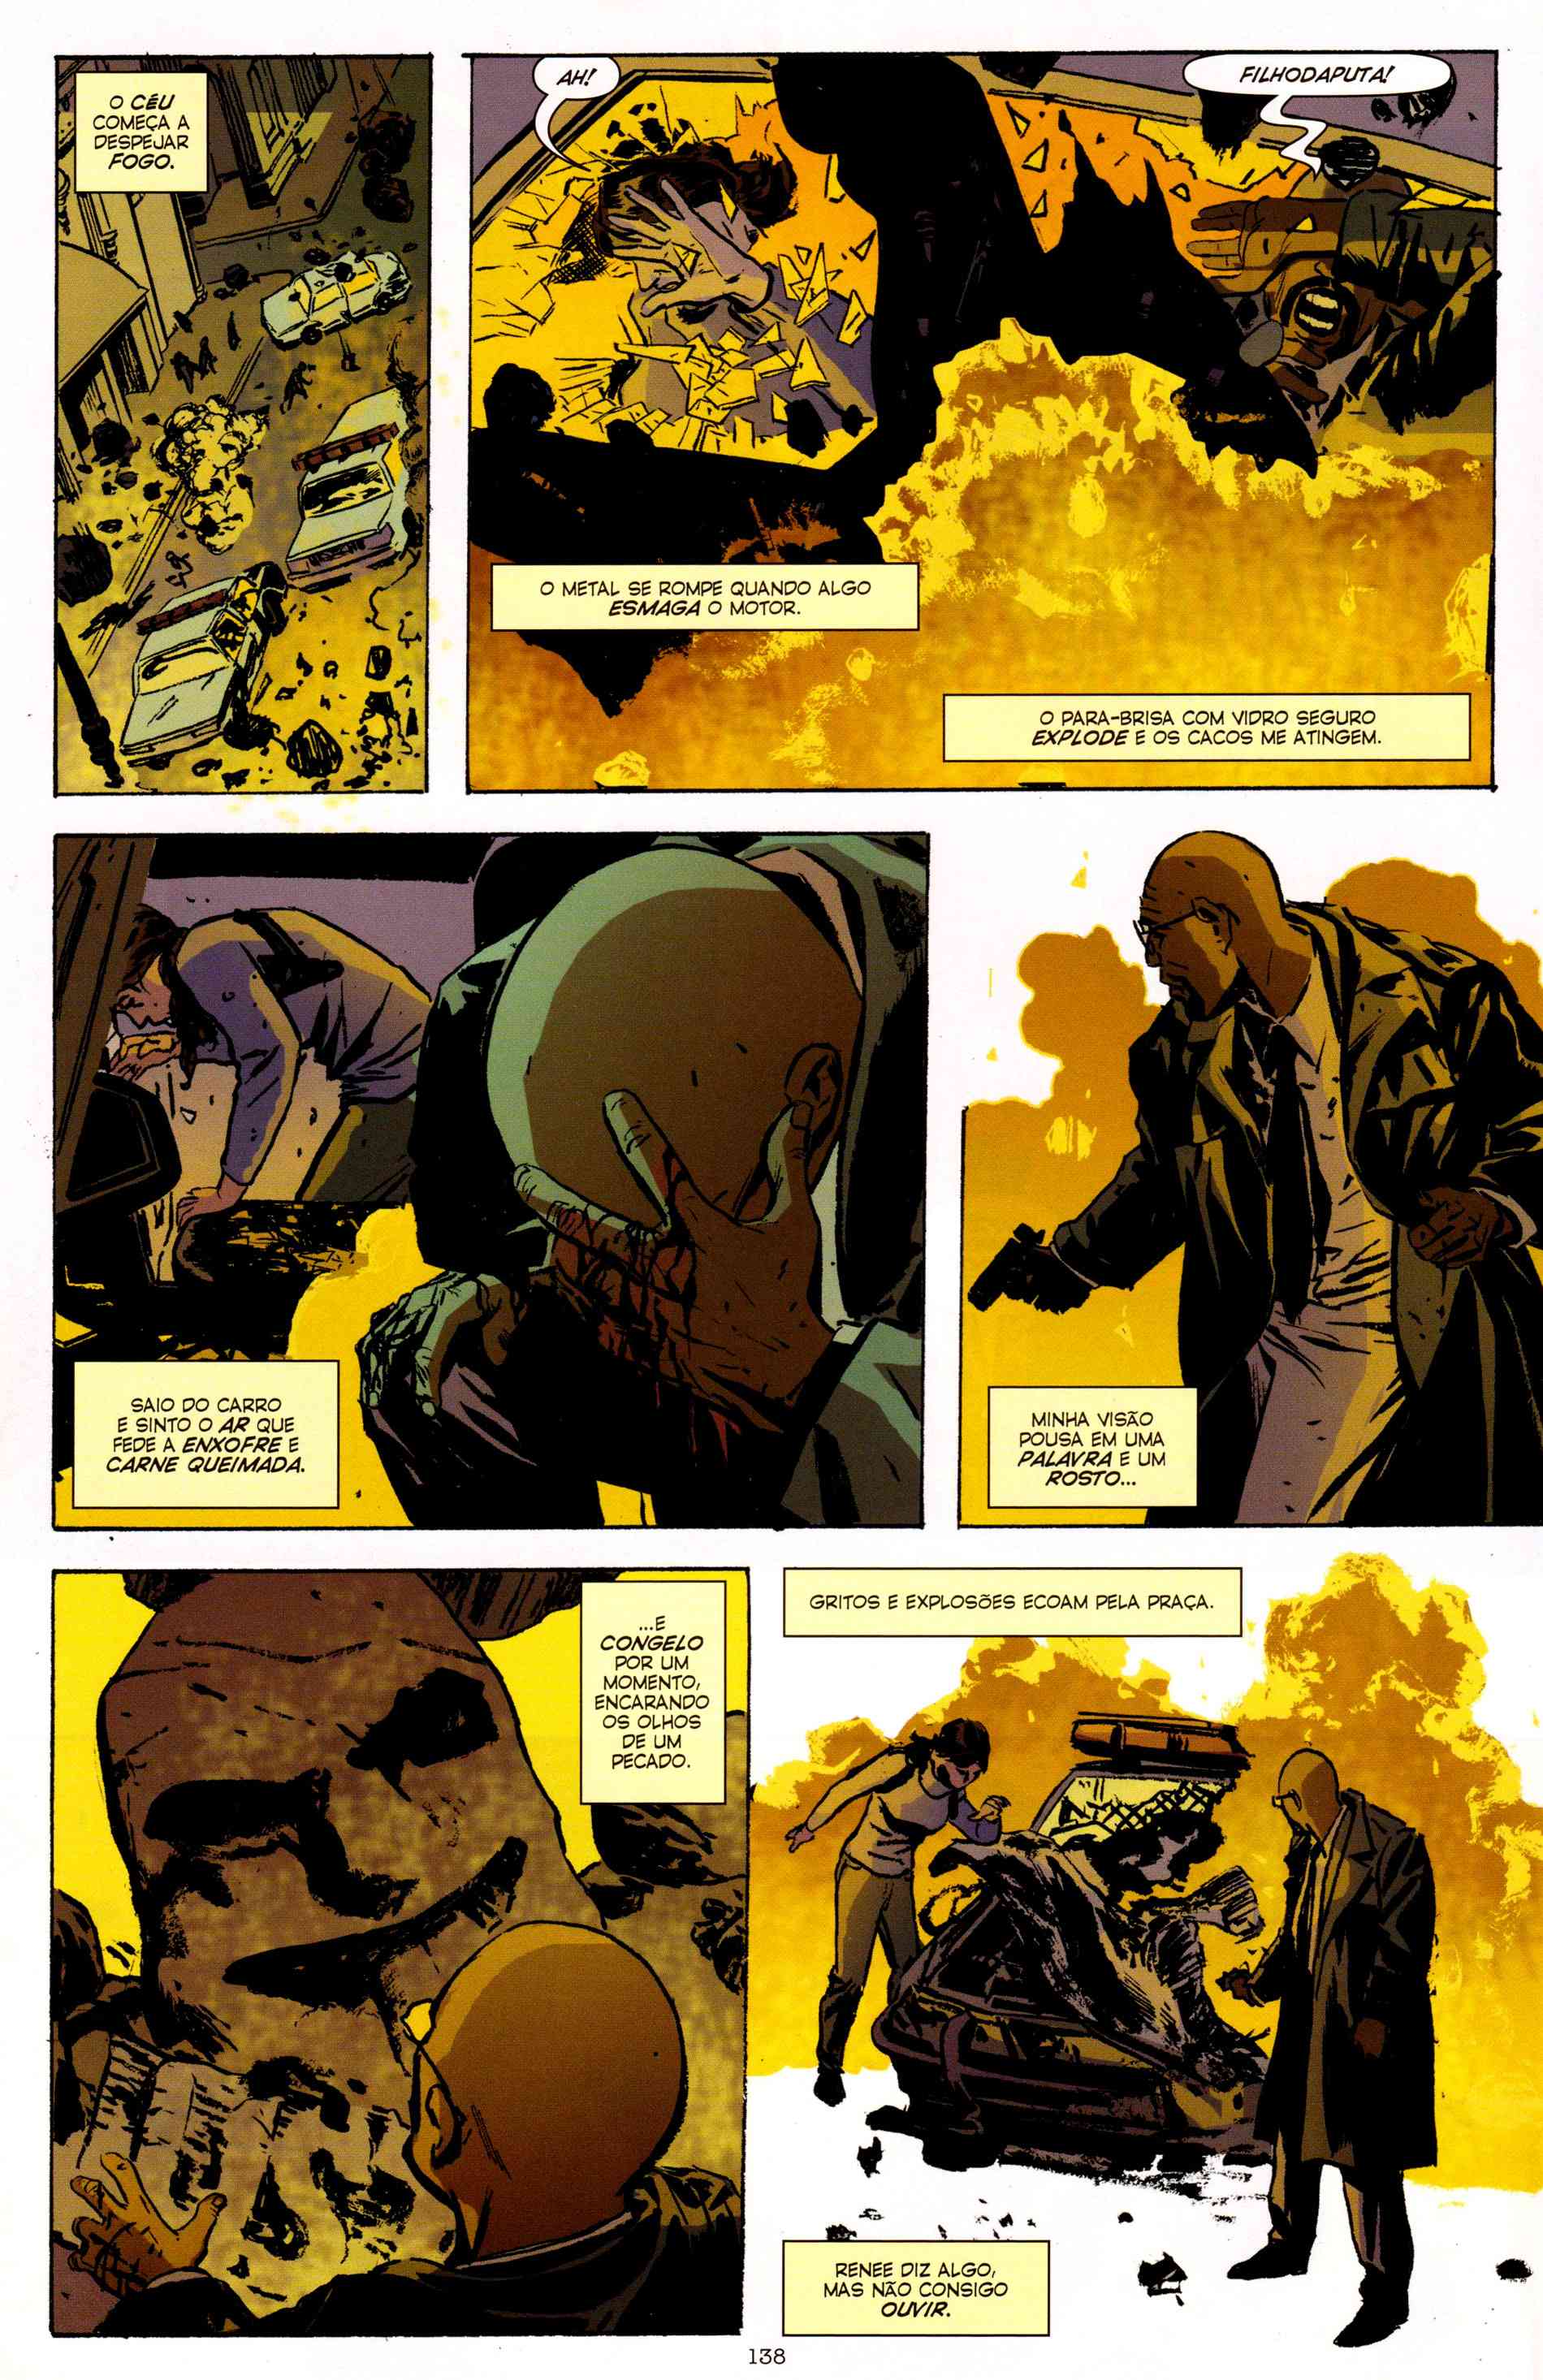 O CÉU
COMEÇA A
DESPEJAR
FOGO.
AH!
FILHODAPUTA!
O METAL SE ROMPE QUANDO ALGO
ESMAGA O MOTOR.
O PARA-BRISA COM VIDRO SEGURO
EXPLODE E OS CACOS ME ATINGEM.
SAIO DO CARRO
E SINTO O AR QUE
FEDE A ENXOFRE E
CARNE QUEIMADA.
MINHA VISÃO
POUSA EM UMA
PALAVRA E UM
ROSTO...
...E
CONGELO
POR UM
MOMENTO,
ENCARANDO
OS OLHOS
DE UM
PECADO.
GRITOS E EXPLOSÕES ECOAM PELA PRAÇA.
RENEE DIZ ALGO,
MAS NÃO CONSIGO
OUVIR.
138